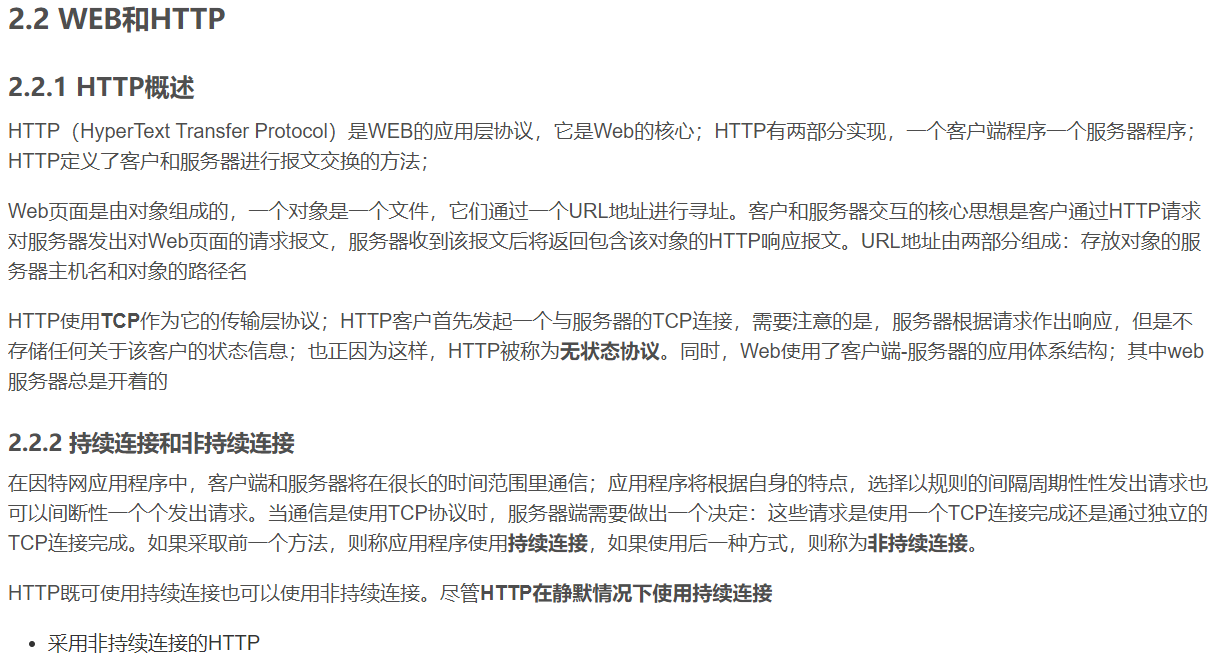 2.2 WEB和HTTP
2.2.1 HTTP概述
HTTP（HyperText Transfer Protocol）是WEB的应用层协议，它是Web的核心；HTTP有两部分实现，一个客户端程序一个服务器程序；
HTTP定义了客户和服务器进行报文交换的方法；
Web页面是由对象组成的，一个对象是一个文件，它们通过一个URL地址进行寻址。客户和服务器交互的核心思想是客户通过HTTP请求
对服务器发出对Web页面的请求报文，服务器收到该报文后将返回包含该对象的HTTP响应报文。URL地址由两部分组成：存放对象的服
务器主机名和对象的路径名
HTTP使用TCP作为它的传输层协议；HTTP客户首先发起一个与服务器的TCP连接，需要注意的是，服务器根据请求作出响应，但是不
存储任何关于该客户的状态信息；也正因为这样，HTTP被称为无状态协议。同时，Web使用了客户端-服务器的应用体系结构；其中web
服务器总是开着的
2.2.2 持续连接和非持续连接
在因特网应用程序中，客户端和服务器将在很长的时间范围里通信；应用程序将根据自身的特点，选择以规则的间隔周期性性发出请求也
可以间断性一个个发出请求。当通信是使用TCP协议时，服务器端需要做出一个决定：这些请求是使用一个TCP连接完成还是通过独立的
TCP连接完成。如果采取前一个方法，则称应用程序使用持续连接，如果使用后一种方式，则称为非持续连接。
HTTP既可使用持续连接也可以使用非持续连接。尽管HTTP在静默情况下使用持续连接
• 采用非持续连接的HTTP